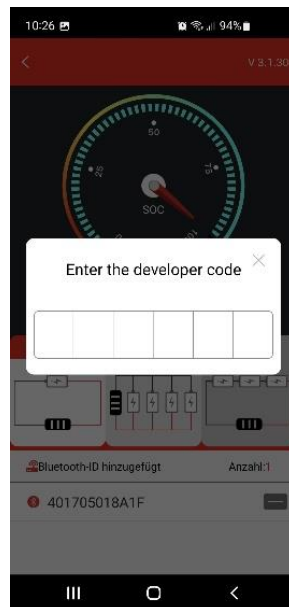 10:26
94%
V 3.1.30
50
25
75
SOC
100
Enter the developer code
Bluetooth-ID hinzugefügt
Anzahl:1
401705018A1F